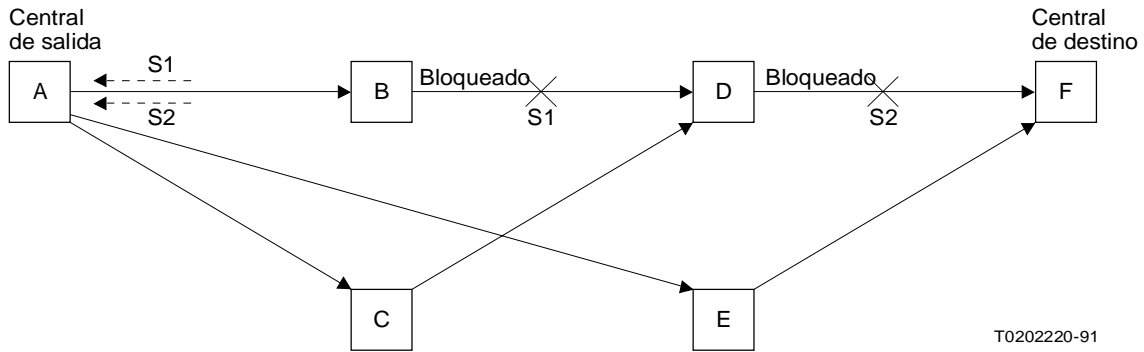 Central
de salida
Central
de destino
S1
A
B
Bloqueado
D
Bloqueado
F
S2
S1
S2
C
E
T0202220-91